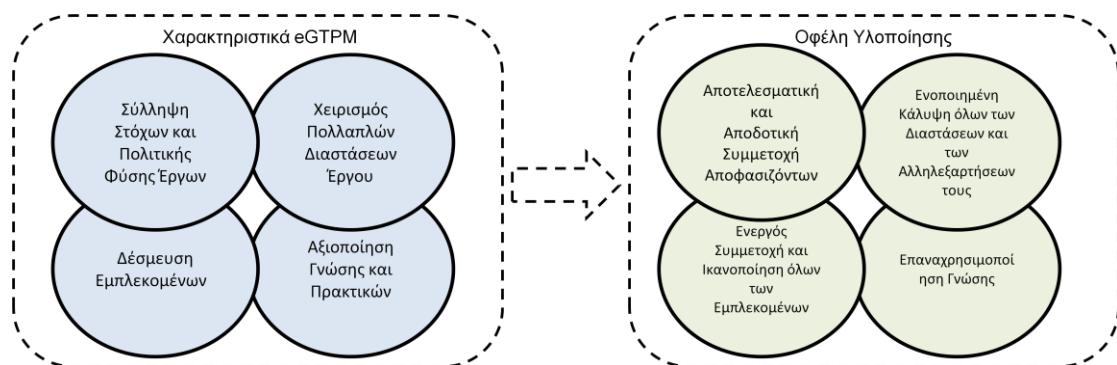 Χαρακτηριστικά eGTPM
Σύλληψη
Στόχων και
Πολιτικής
Φύσης Έργων
Χειρισμός
Πολλαπλών
Διαστάσεων
Έργου
Δέσμευση
Εμπλεκομένων
Αξιοποίηση
Γνώσης και
Πρακτικών
Οφέλη Υλοποίησης
Αποτελεσματική
και
Αποδοτική
Συμμετοχή
Αποφασιζόντων
Ενοποιημένη
Κάλυψη όλων των
Διαστάσεων και
των
Αλληλεξαρτήσεων
τους
Ενεργός
Συμμετοχή και
Ικανοποίηση όλων
των
Εμπλεκομένων
Επαναχρησιμοποί
ηση Γνώσης